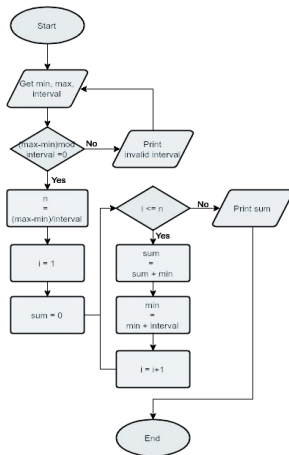 Start
Get min, max,
interval
(max-min)mod
interval =0
No
Print
invalid interval
Yes
n
=
(max-min)/interval
i = 1
sum = 0
i <= n
No
Print sum
Yes
sum
=
sum + min
min
=
min + interval
i = i+1
End